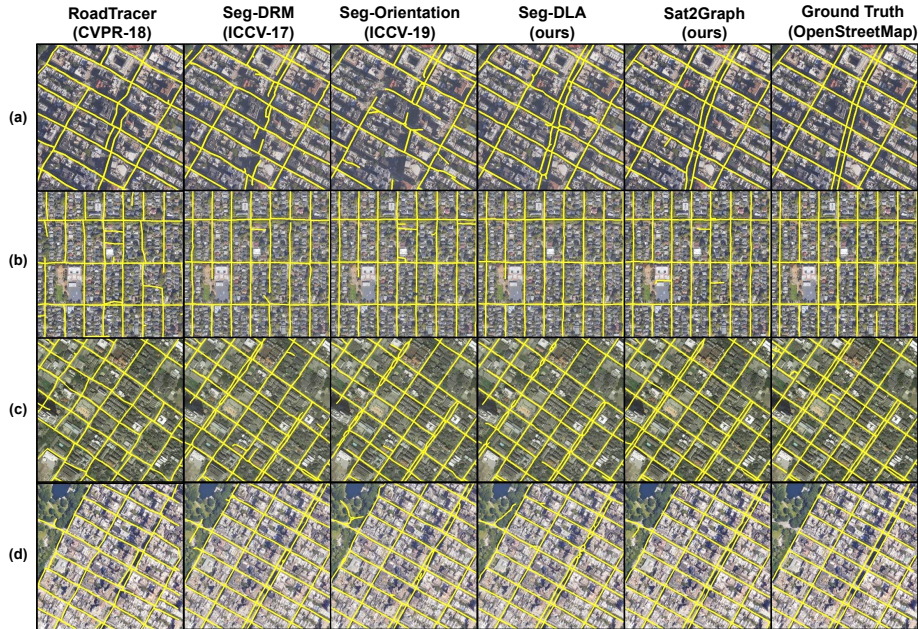 RoadTracer Seg-DRM Seg-Orientation Seg-DLA Sat2Graph Ground Truth
(CVPR-18) (ICCV-17) (ICCV-19) (ours) (ours) (OpenStreetMap)
(a)
(b)
(c)
(d)